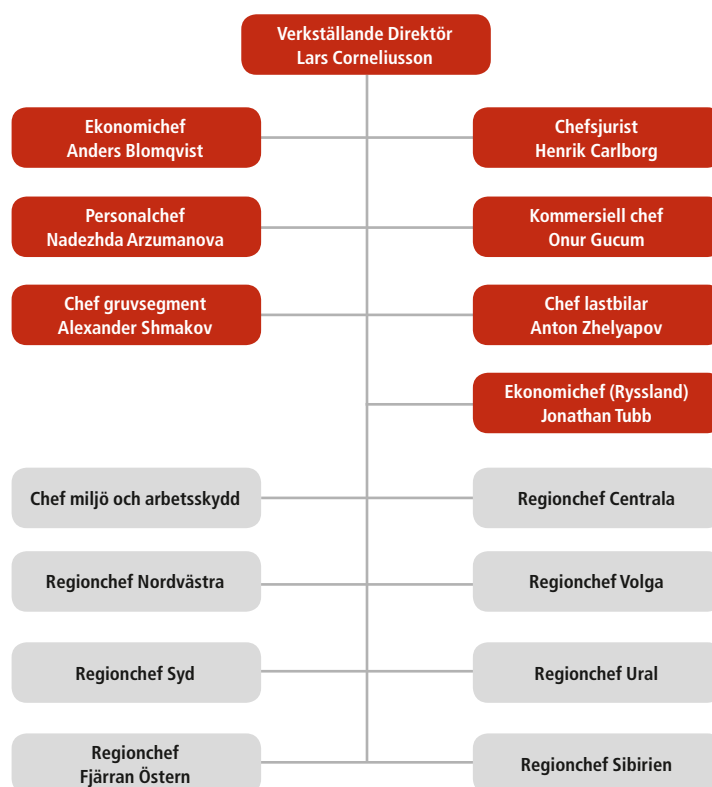 Verkställande Direktör
Lars Corneliusson
Ekonomichef
Anders Blomqvist
Chefsjurist
Henrik Carlborg
Personalchef
Nadezhda Arzumanova
Kommersiell chef
Onur Gucum
Chef gruvsegment
Alexander Shmakov
Chef lastbilar
Anton Zhelyapov
Ekonomichef (Ryssland)
Jonathan Tubb
Chef miljö och arbetsskydd
Regionchef Centrala
Regionchef Nordvästra
Regionchef Volga
Regionchef Syd
Regionchef Ural
Regionchef
Fjärran Östern
Regionchef Sibirien